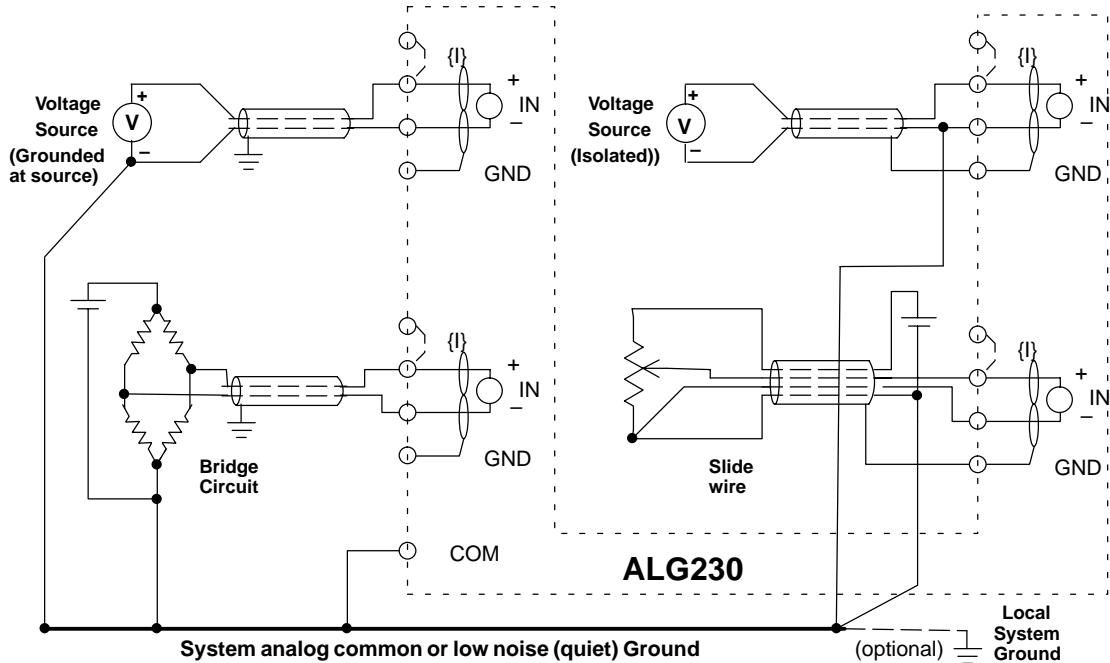 {I}
+
Voltage
Source
(Grounded
at source)
+
V
−
IN
−
GND
{I}
+
Voltage
Source
(Isolated))
+
V
−
IN
−
GND
{I}
+
IN
−
GND
Bridge
Circuit
{I}
+
IN
−
GND
Slide
wire
COM
ALG230
System analog common or low noise (quiet) Ground
(optional)
Local
System
Ground